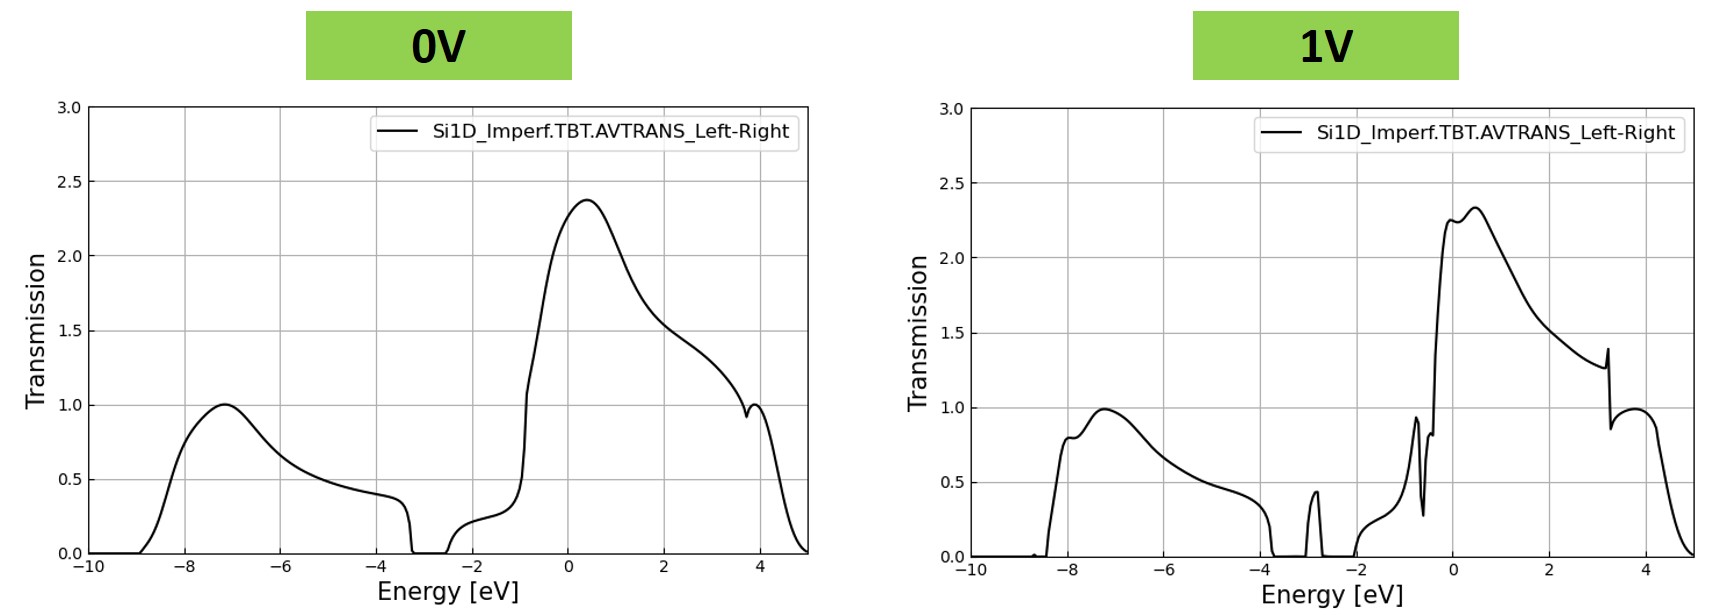 0V
3.0
2.5
2.0
1.5
1.0
0.5
0.0
Transmission
Si1D_Imperf.TBT.AVTRANS_Left-Right
−10 −8 −6 −4 −2 0 2 4
Energy [eV]
1V
3.0
2.5
2.0
1.5
1.0
0.5
0.0
Transmission
Si1D_Imperf.TBT.AVTRANS_Left-Right
−10 −8 −6 −4 −2 0 2 4
Energy [eV]